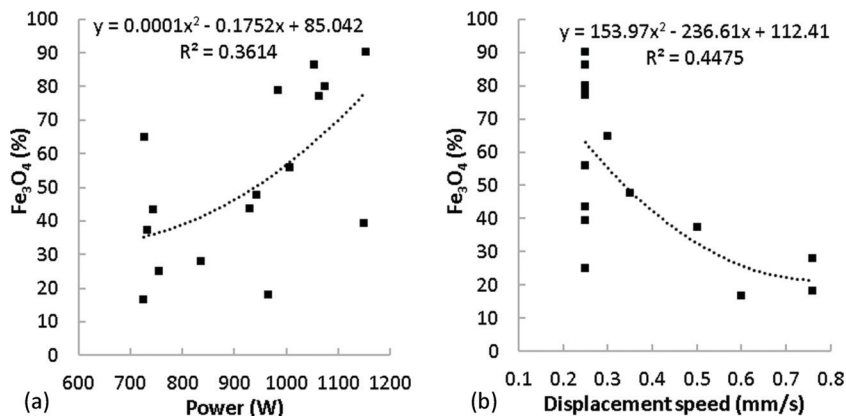 y = 0.0001x² - 0.1752x + 85.042
R² = 0.3614
Fe₃O₄ (%)
100
90
80
70
60
50
40
30
20
10
0
600 700 800 900 1000 1100 1200
(a) Power (W)
y = 153.97x² - 236.61x + 112.41
R² = 0.4475
Fe₃O₄ (%)
100
90
80
70
60
50
40
30
20
10
0
0.1 0.2 0.3 0.4 0.5 0.6 0.7 0.8
(b) Displacement speed (mm/s)